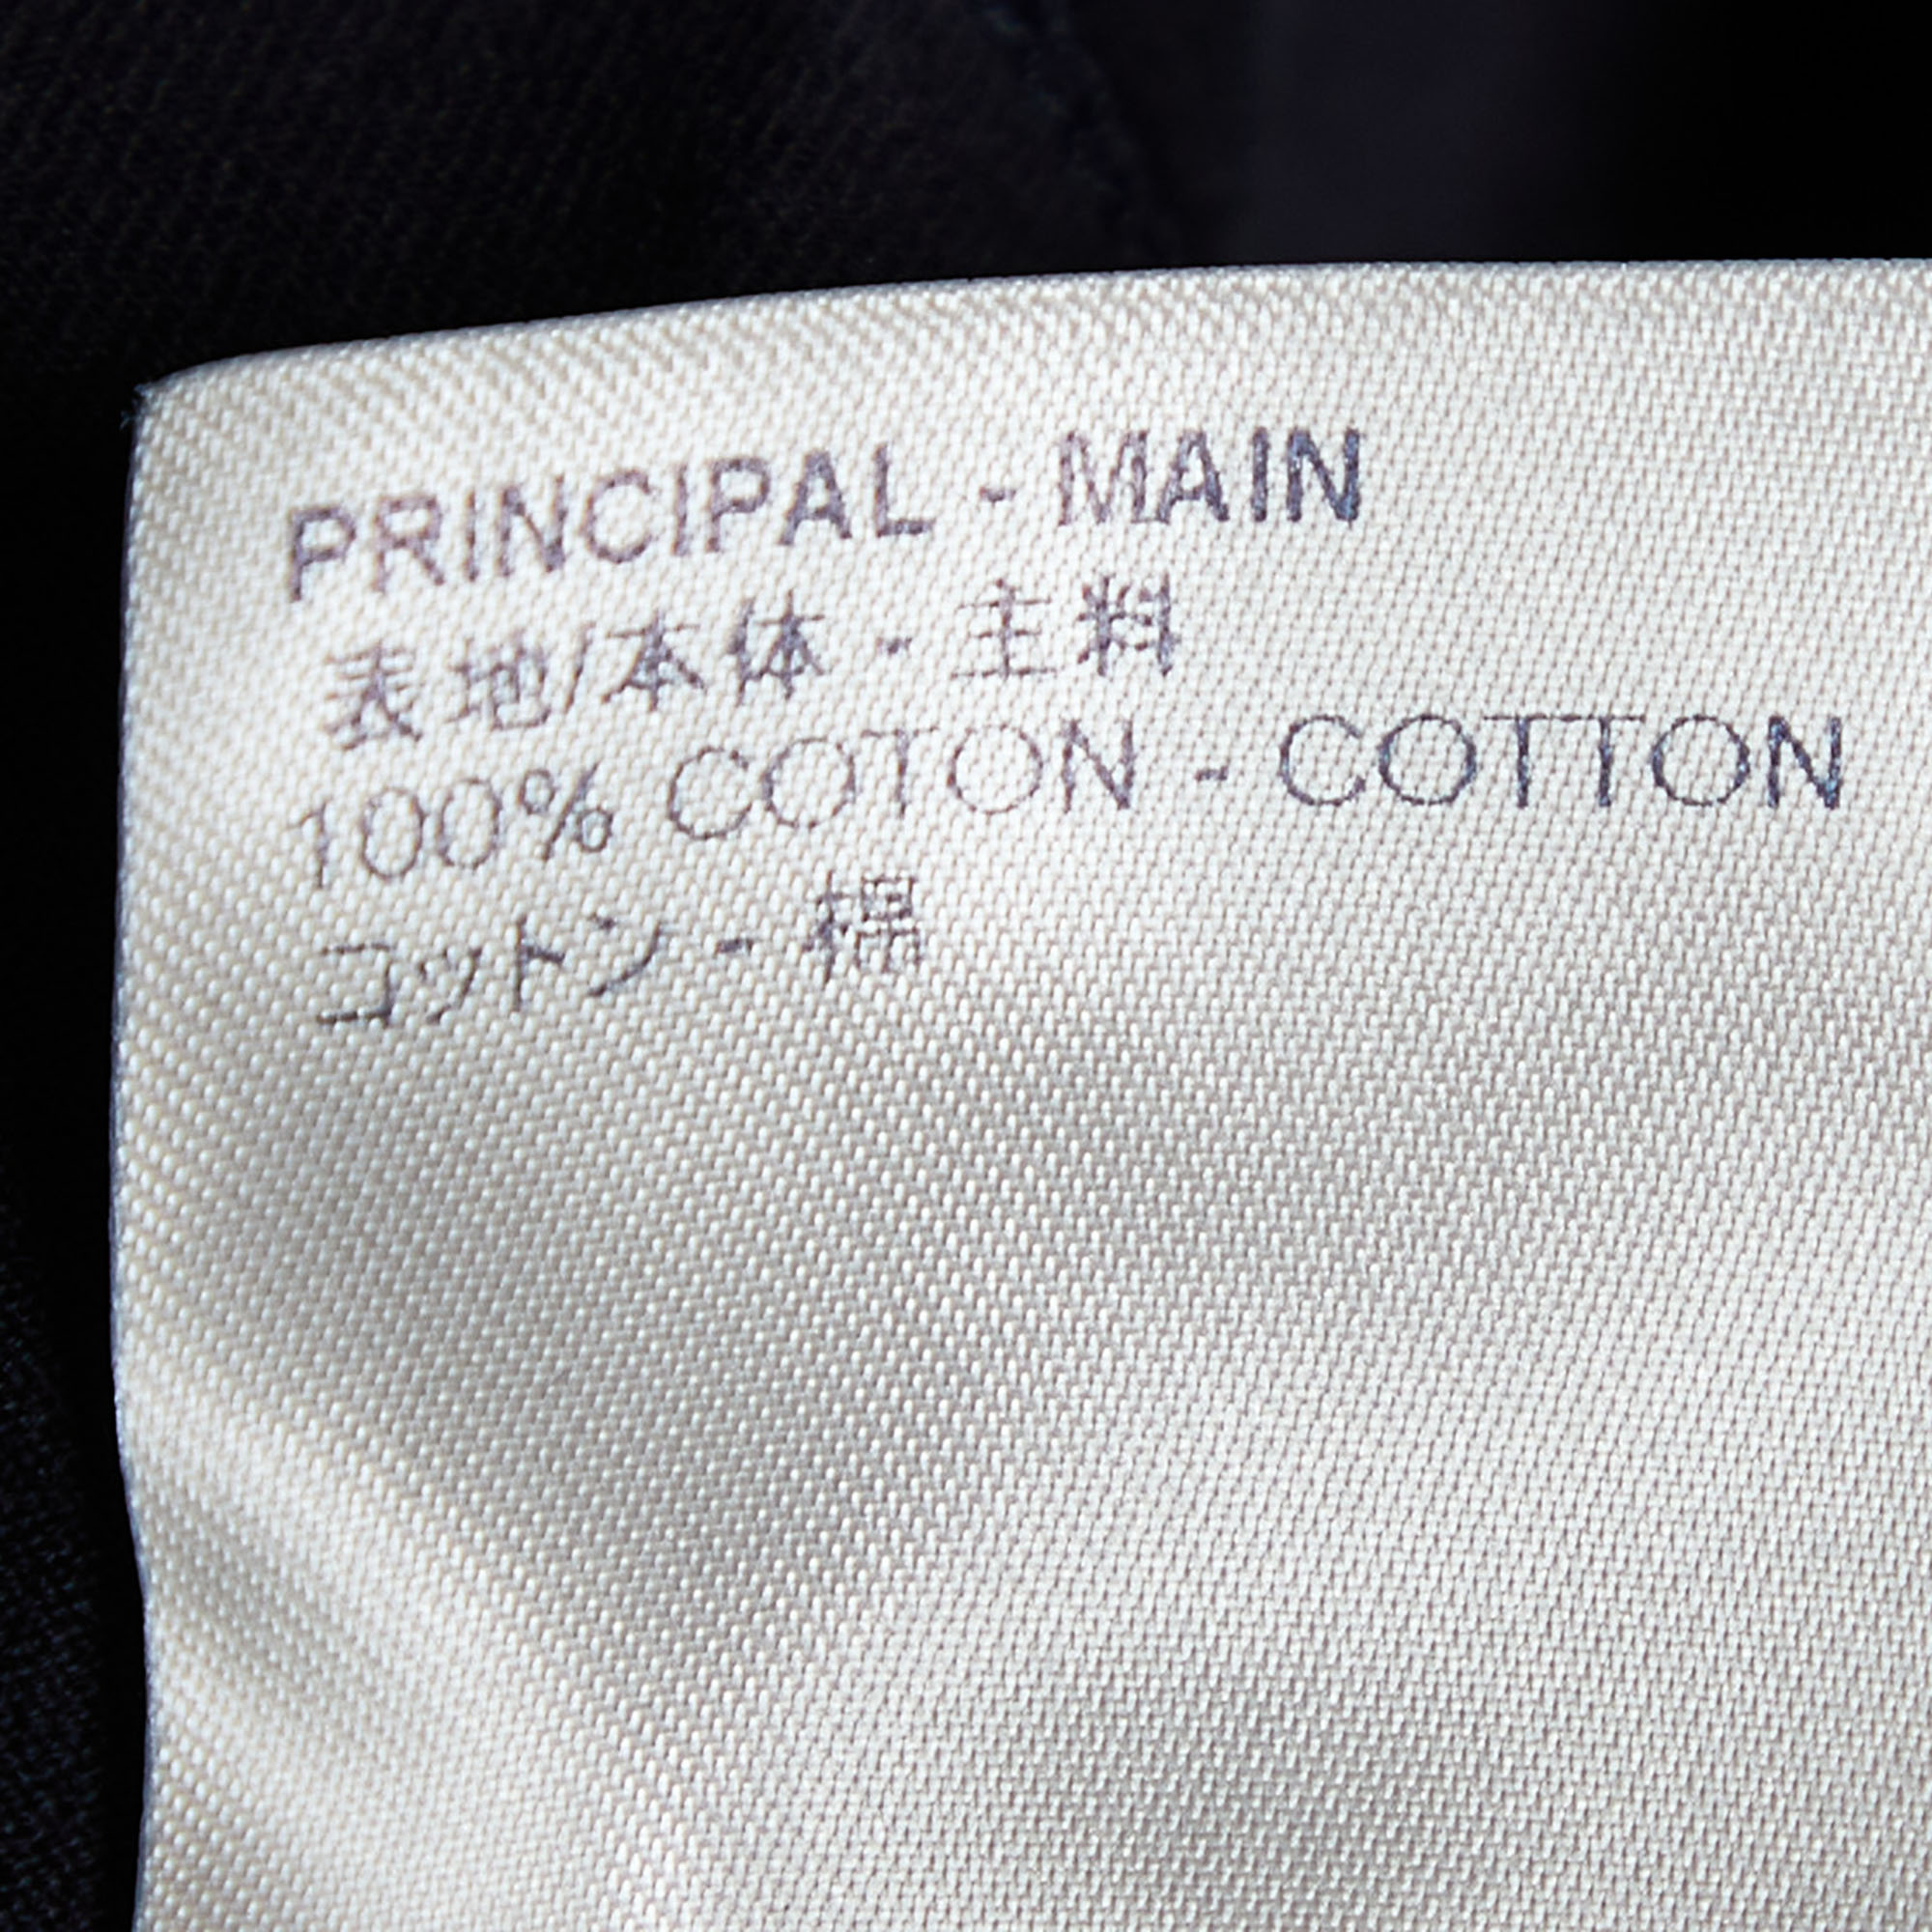 PRINCIPAL - MAIN
表地/本体 - 主料
100% COTON - COTTON
コットン - 棉